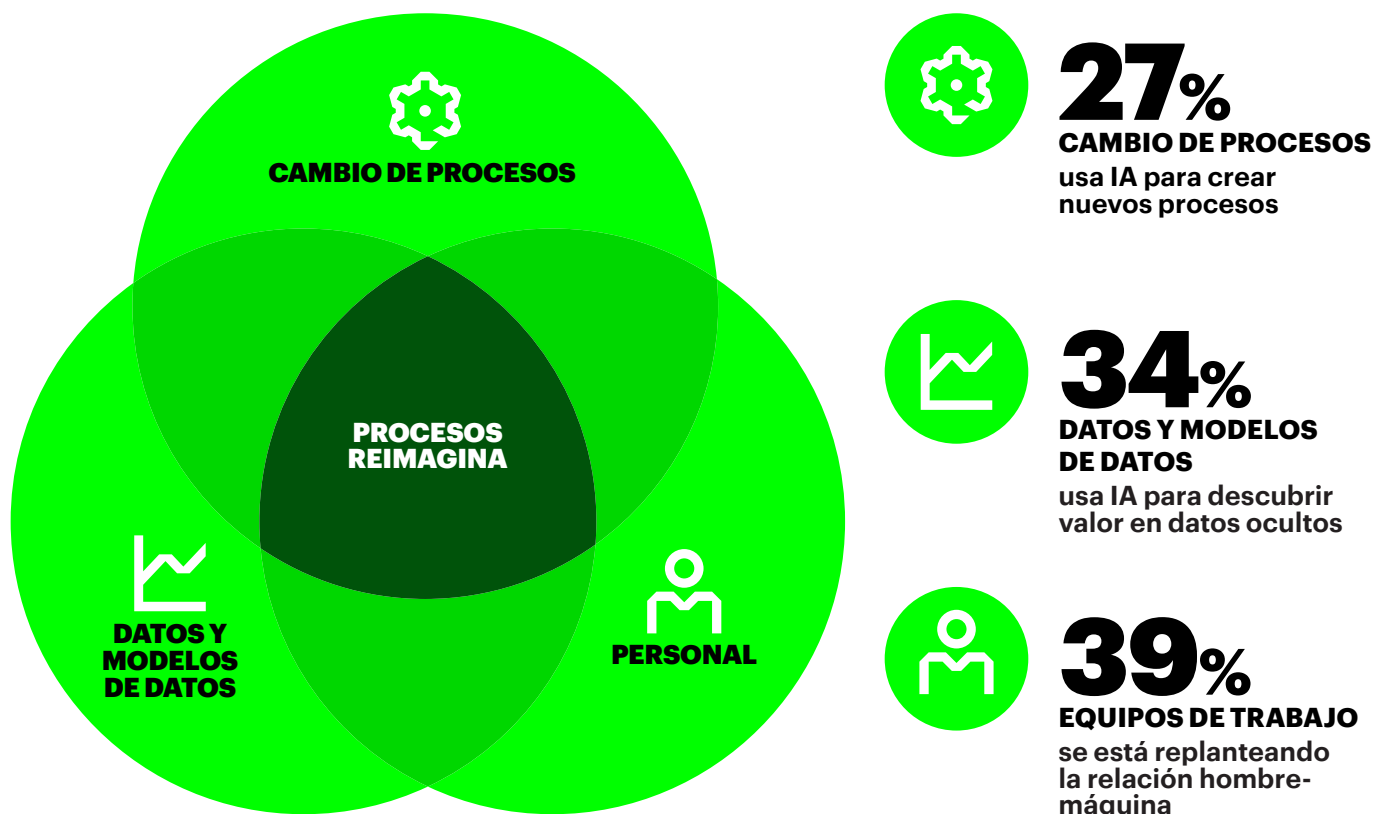 CAMBIO DE PROCESOS
PROCESOS
REIMAGINA
DATOS Y
MODELOS
DE DATOS
PERSONAL
27%
CAMBIO DE PROCESOS
usa IA para crear
nuevos procesos
34%
DATOS Y MODELOS
DE DATOS
usa IA para descubrir
valor en datos ocultos
39%
EQUIPOS DE TRABAJO
se está replanteando
la relación hombre-
máquina